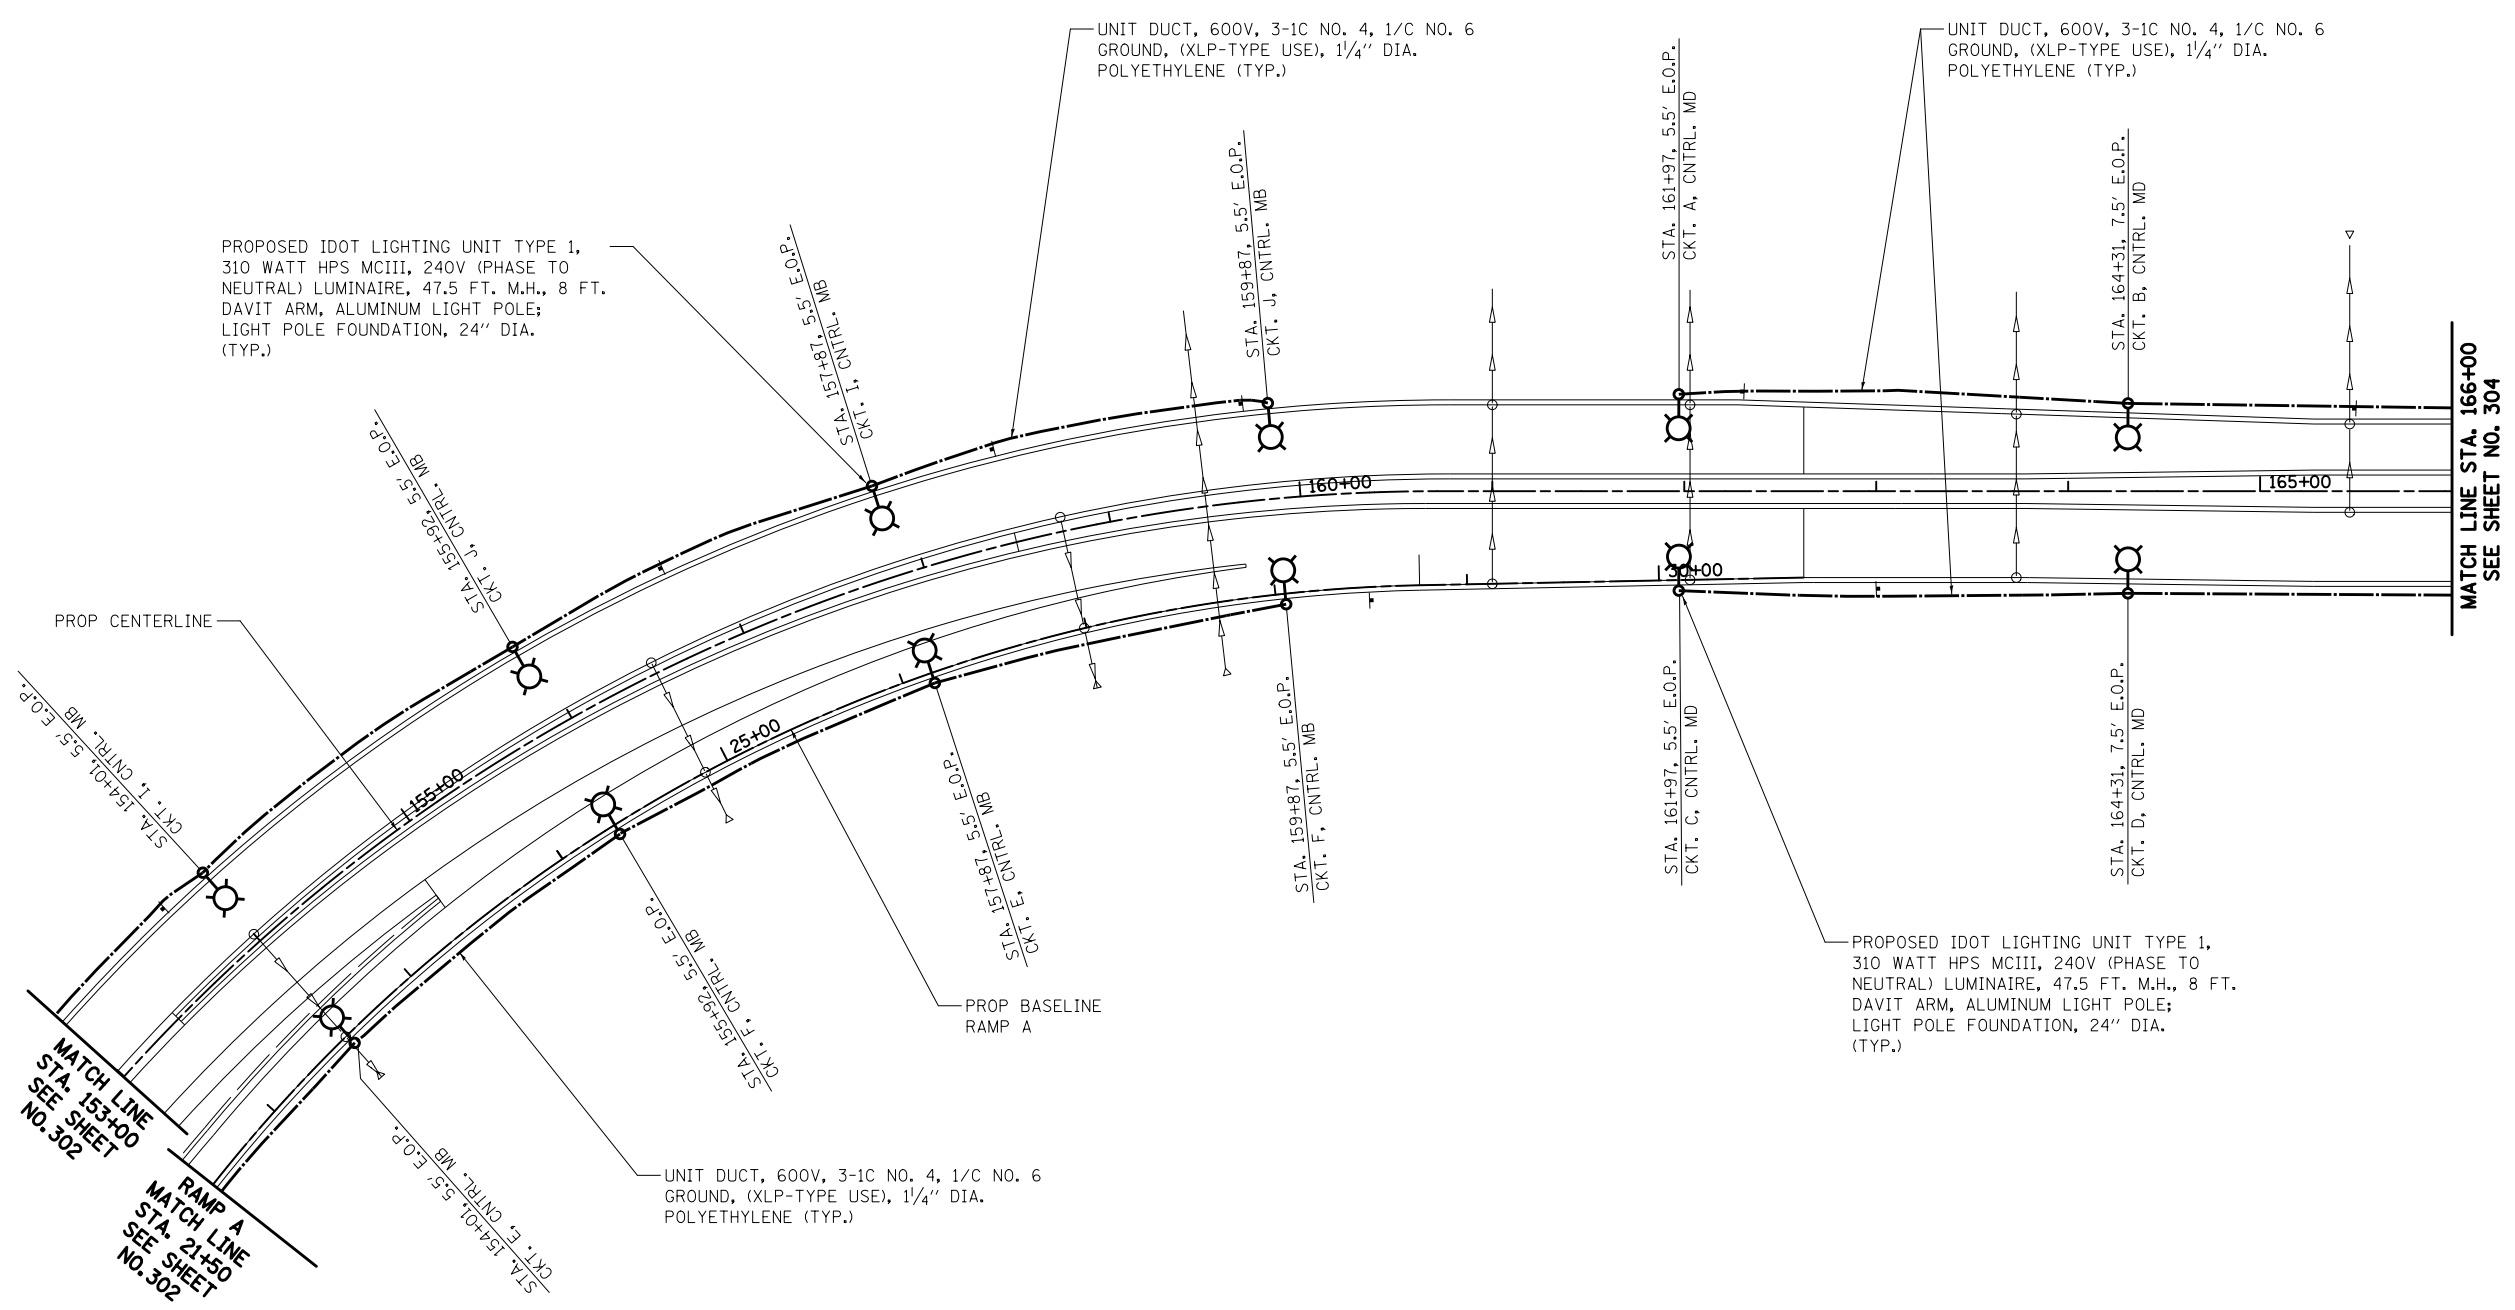 UNIT DUCT, 600V, 3-1C NO. 4, 1/C NO. 6
GROUND, (XLP-TYPE USE), 1 1/4" DIA.
POLYETHYLENE (TYP.)
UNIT DUCT, 600V, 3-1C NO. 4, 1/C NO. 6
GROUND, (XLP-TYPE USE), 1 1/4" DIA.
POLYETHYLENE (TYP.)
PROPOSED IDOT LIGHTING UNIT TYPE 1,
310 WATT HPS MCIII, 240V (PHASE TO
NEUTRAL) LUMINAIRE, 47.5 FT. M.H., 8 FT.
DAVIT ARM, ALUMINUM LIGHT POLE;
LIGHT POLE FOUNDATION, 24" DIA.
(TYP.)
STA. 154+01, 5.5' E.O.P.
CKT. I, CNTRL. MB
STA. 155+92, 5.5' E.O.P.
CKT. J, CNTRL. MB
STA. 157+87, 5.5' E.O.P.
CKT. I, CNTRL. MB
STA. 159+87, 5.5' E.O.P.
CKT. J, CNTRL. MB
STA. 161+97, 5.5' E.O.P.
CKT. A, CNTRL. MD
STA. 164+31, 7.5' E.O.P.
CKT. B, CNTRL. MD
PROP CENTERLINE
155+00
160+00
165+00
25+00
30+00
MATCH LINE STA. 166+00
SEE SHEET NO. 304
STA. 154+01, 5.5' E.O.P.
CKT. E, CNTRL. MB
STA. 155+92, 5.5' E.O.P.
CKT. F, CNTRL. MB
STA. 157+87, 5.5' E.O.P.
CKT. E, CNTRL. MB
STA. 159+87, 5.5' E.O.P.
CKT. F, CNTRL. MB
STA. 161+97, 5.5' E.O.P.
CKT. C, CNTRL. MD
STA. 164+31, 7.5' E.O.P.
CKT. D, CNTRL. MD
PROPOSED IDOT LIGHTING UNIT TYPE 1,
310 WATT HPS MCIII, 240V (PHASE TO
NEUTRAL) LUMINAIRE, 47.5 FT. M.H., 8 FT.
DAVIT ARM, ALUMINUM LIGHT POLE;
LIGHT POLE FOUNDATION, 24" DIA.
(TYP.)
PROP BASELINE
RAMP A
MATCH LINE
STA. 153+00
SEE SHEET
NO. 302
RAMP A
MATCH LINE
STA. 21+50
SEE SHEET
NO. 302
UNIT DUCT, 600V, 3-1C NO. 4, 1/C NO. 6
GROUND, (XLP-TYPE USE), 1 1/4" DIA.
POLYETHYLENE (TYP.)